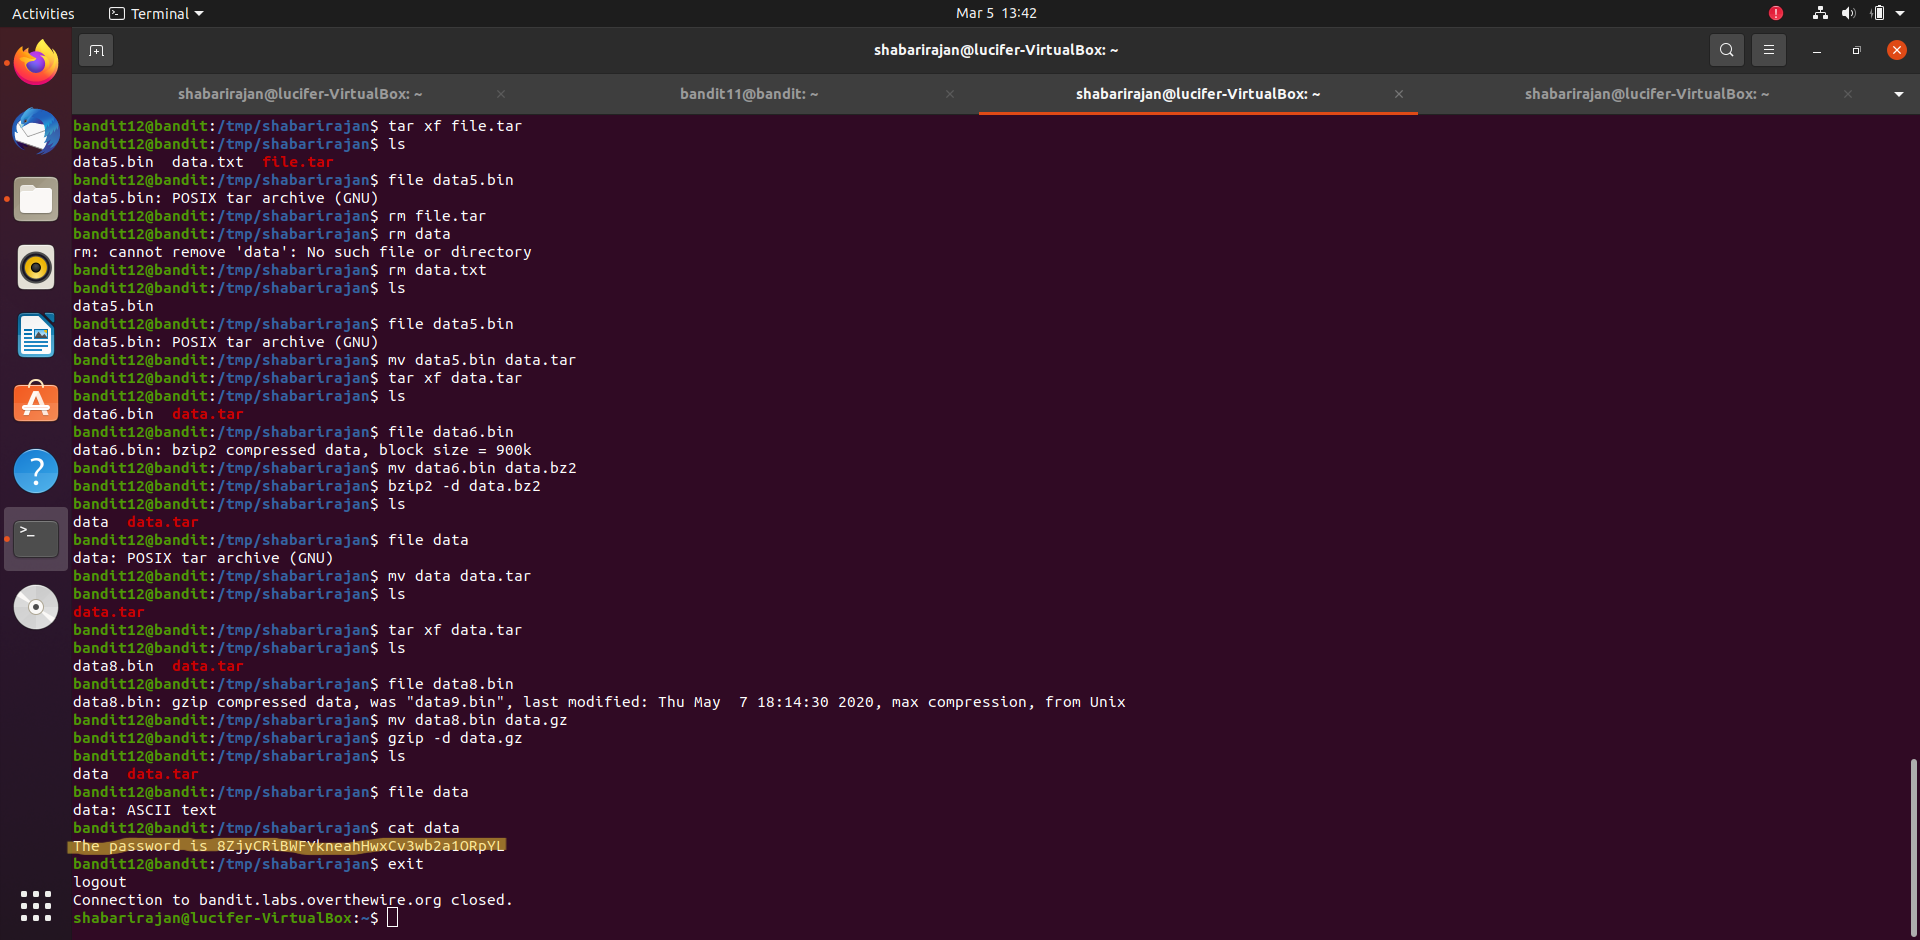 Activities Terminal Mar 5 13:42
shabarirajan@lucifer-VirtualBox: ~
shabarirajan@lucifer-VirtualBox: ~ bandit11@bandit: ~ shabarirajan@lucifer-VirtualBox: ~ shabarirajan@lucifer-VirtualBox: ~
bandit12@bandit:/tmp/shabarirajan$ tar xf file.tar
bandit12@bandit:/tmp/shabarirajan$ ls
data5.bin  data.txt  file.tar
bandit12@bandit:/tmp/shabarirajan$ file data5.bin
data5.bin: POSIX tar archive (GNU)
bandit12@bandit:/tmp/shabarirajan$ rm file.tar
bandit12@bandit:/tmp/shabarirajan$ rm data
rm: cannot remove 'data': No such file or directory
bandit12@bandit:/tmp/shabarirajan$ rm data.txt
bandit12@bandit:/tmp/shabarirajan$ ls
data5.bin
bandit12@bandit:/tmp/shabarirajan$ file data5.bin
data5.bin: POSIX tar archive (GNU)
bandit12@bandit:/tmp/shabarirajan$ mv data5.bin data.tar
bandit12@bandit:/tmp/shabarirajan$ tar xf data.tar
bandit12@bandit:/tmp/shabarirajan$ ls
data6.bin  data.tar
bandit12@bandit:/tmp/shabarirajan$ file data6.bin
data6.bin: bzip2 compressed data, block size = 900k
bandit12@bandit:/tmp/shabarirajan$ mv data6.bin data.bz2
bandit12@bandit:/tmp/shabarirajan$ bzip2 -d data.bz2
bandit12@bandit:/tmp/shabarirajan$ ls
data  data.tar
bandit12@bandit:/tmp/shabarirajan$ file data
data: POSIX tar archive (GNU)
bandit12@bandit:/tmp/shabarirajan$ mv data data.tar
bandit12@bandit:/tmp/shabarirajan$ ls
data.tar
bandit12@bandit:/tmp/shabarirajan$ tar xf data.tar
bandit12@bandit:/tmp/shabarirajan$ ls
data8.bin  data.tar
bandit12@bandit:/tmp/shabarirajan$ file data8.bin
data8.bin: gzip compressed data, was "data9.bin", last modified: Thu May  7 18:14:30 2020, max compression, from Unix
bandit12@bandit:/tmp/shabarirajan$ mv data8.bin data.gz
bandit12@bandit:/tmp/shabarirajan$ gzip -d data.gz
bandit12@bandit:/tmp/shabarirajan$ ls
data  data.tar
bandit12@bandit:/tmp/shabarirajan$ file data
data: ASCII text
bandit12@bandit:/tmp/shabarirajan$ cat data
The password is 8ZjyCRiBWFYkneahHwxCv3wb2a1ORpYL
bandit12@bandit:/tmp/shabarirajan$ exit
logout
Connection to bandit.labs.overthewire.org closed.
shabarirajan@lucifer-VirtualBox:~$